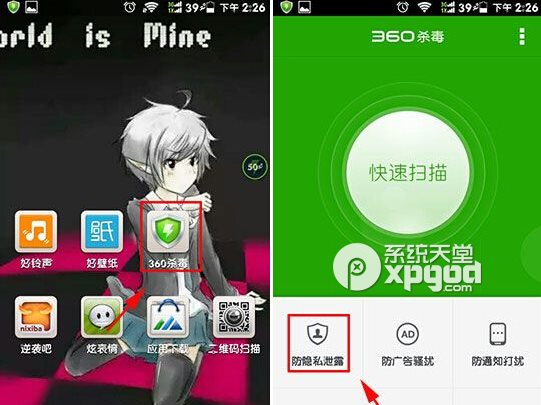 39 下午 2:26
orld is Mine
50
好铃声
好壁纸
360杀毒
nixiba
逆袭吧
炫表情
应用下载
二维码扫描
39 下午 2:26
360杀毒
快速扫描
系统天堂
xpgod.com
AD
防隐私泄露
防广告骚扰
防通知打扰